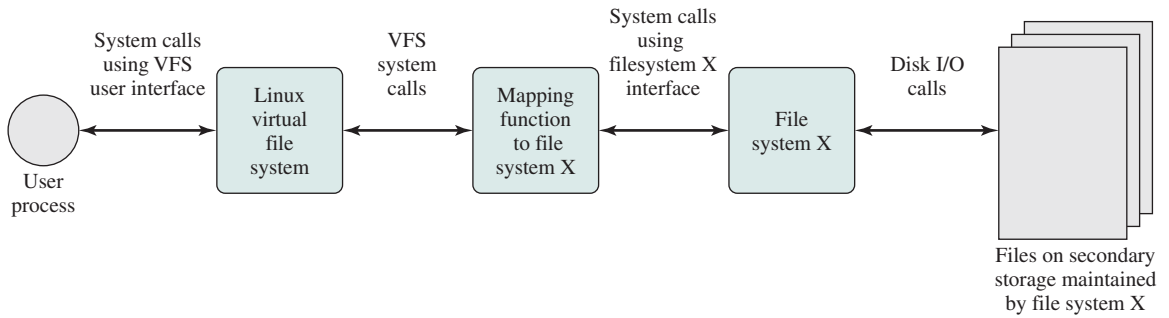 System calls
using VFS
user interface
VFS
system
calls
System calls
using
filesystem X
interface
Disk I/O
calls
Linux
virtual
file
system
Mapping
function
to file
system X
File
system X
User
process
Files on secondary
storage maintained
by file system X